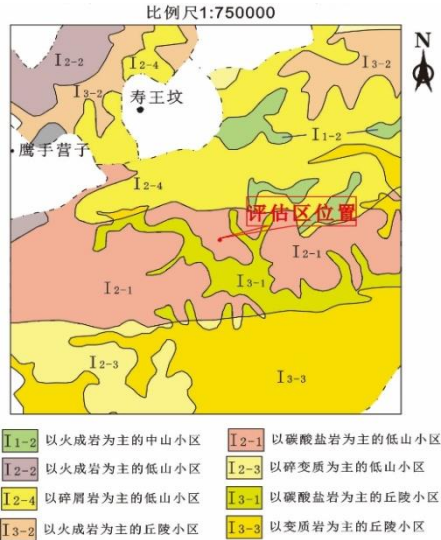 比例尺1:750000
N
I2-2
I2-4
I3-2
I3-2
寿王坟
I1-2
鹰手营子
I2-4
评估区位置
I2-1
I2-1
I3-1
I2-3
I3-3
I1-2 以火成岩为主的中山小区
I2-1 以碳酸盐岩为主的低山小区
I2-2 以火成岩为主的低山小区
I2-3 以碎变质为主的低山小区
I2-4 以碎屑岩为主的低山小区
I3-1 以碳酸盐岩为主的丘陵小区
I3-2 以火成岩为主的丘陵小区
I3-3 以变质岩为主的丘陵小区